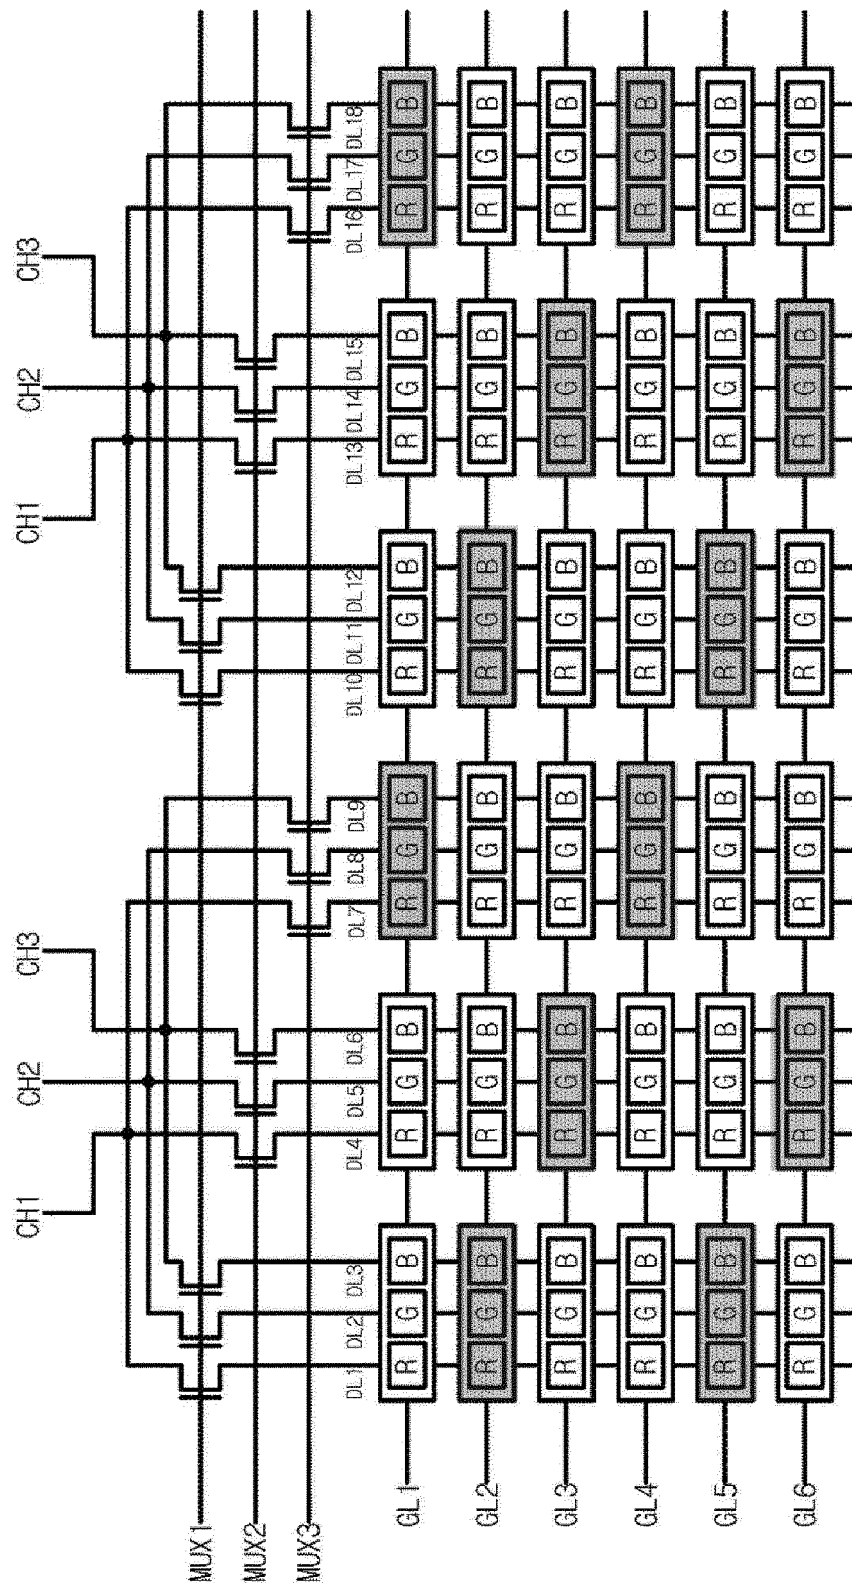 CH1 CH2 CH3 CH1 CH2 CH3
MUX1
MUX2
MUX3
DL1 DL2 DL3 DL4 DL5 DL6 DL7 DL8 DL9 DL10 DL11 DL12 DL13 DL14 DL15 DL16 DL17 DL18
GL1 R G B R G B R G B R G B R G B R G B
GL2 R G B R G B R G B R G B R G B R G B
GL3 R G B R G B R G B R G B R G B R G B
GL4 R G B R G B R G B R G B R G B R G B
GL5 R G B R G B R G B R G B R G B R G B
GL6 R G B R G B R G B R G B R G B R G B